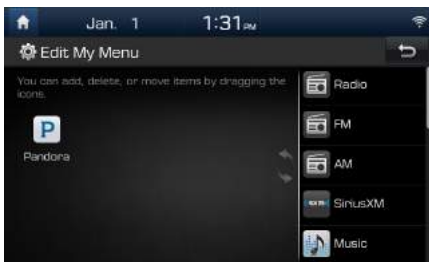 Jan. 1 1:31 PM
Edit My Menu
You can add, delete, or move items by dragging the
icons.
P
Pandora
Radio
FM
AM
SiriusXM
Music